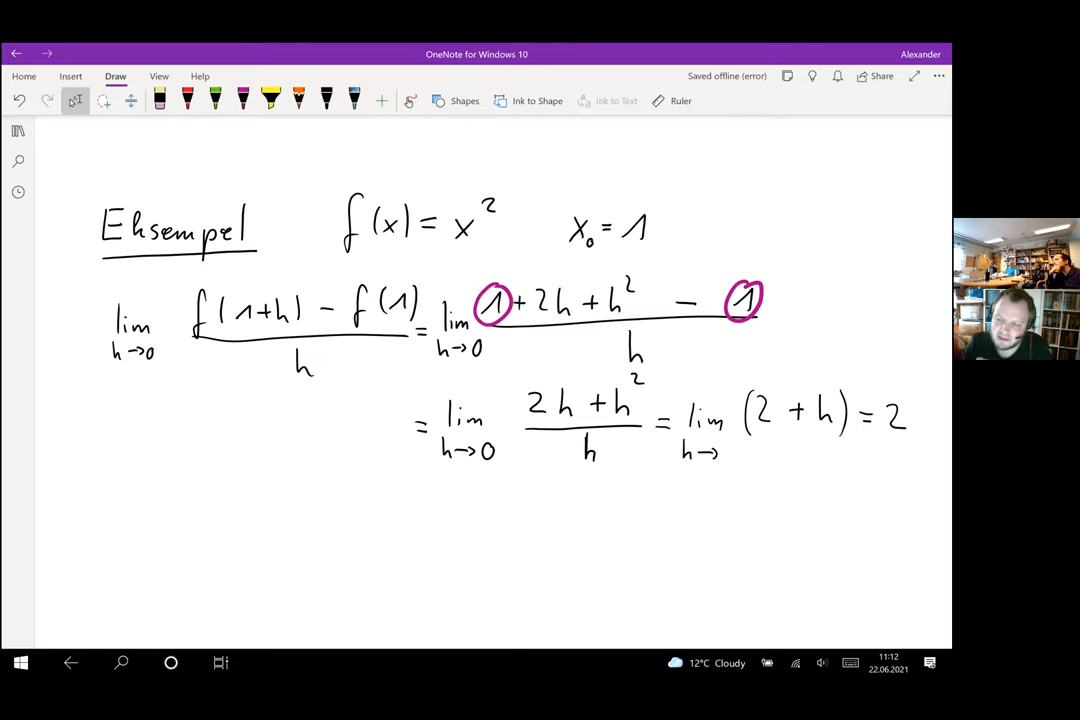 OneNote for Windows 10
Alexander
Home Insert Draw View Help
Saved offline (error) Share
Shapes Ink to Shape Ink to Text Ruler
Eksempel f(x) = x² x₀ = 1
lim h→0 (f(1+h) − f(1))/h = lim h→0 (1 + 2h + h² − 1)/h
= lim h→0 (2h + h²)/h = lim h→ (2 + h) = 2
12°C Cloudy
11:12
22.06.2021